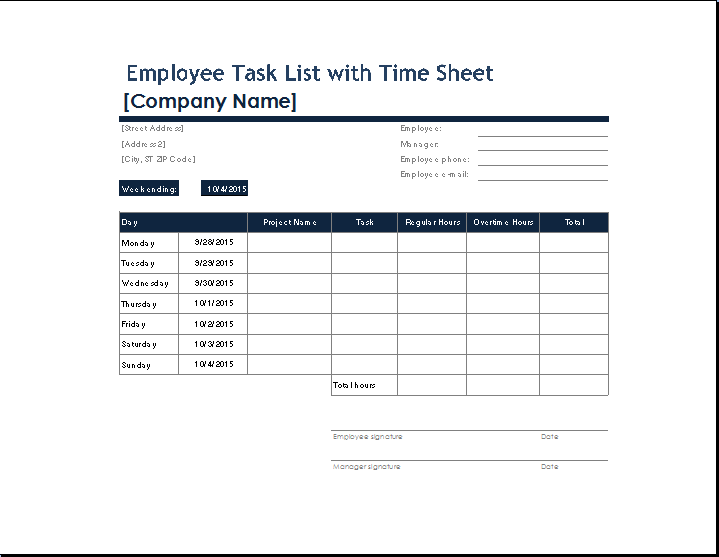 Employee Task List with Time Sheet
[Company Name]
[Street Address] Employee:
[Address2] Manager:
[City, ST ZIP Code] Employee phone:
Employee e-mail:
Week ending: 10/4/2015
Day Project Name Task Regular Hours Overtime Hours Total
Monday 9/28/2015
Tuesday 9/29/2015
Wednesday 9/30/2015
Thursday 10/1/2015
Friday 10/2/2015
Saturday 10/3/2015
Sunday 10/4/2015
Total hours
Employee signature Date
Manager signature Date